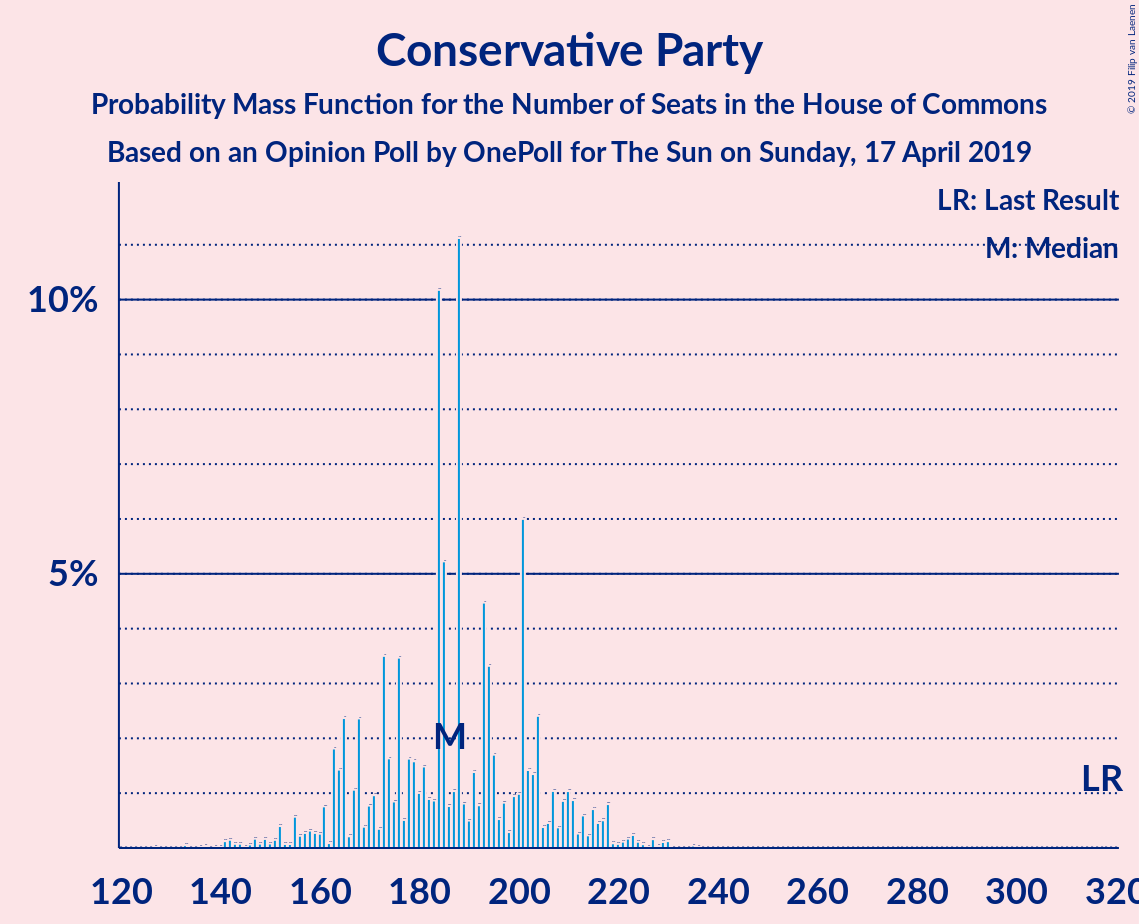 Conservative Party
Probability Mass Function for the Number of Seats in the House of Commons
Based on an Opinion Poll by OnePoll for The Sun on Sunday, 17 April 2019
© 2019 Filip van Laenen
LR: Last Result
M: Median
10%
5%
M
LR
120 140 160 180 200 220 240 260 280 300 320